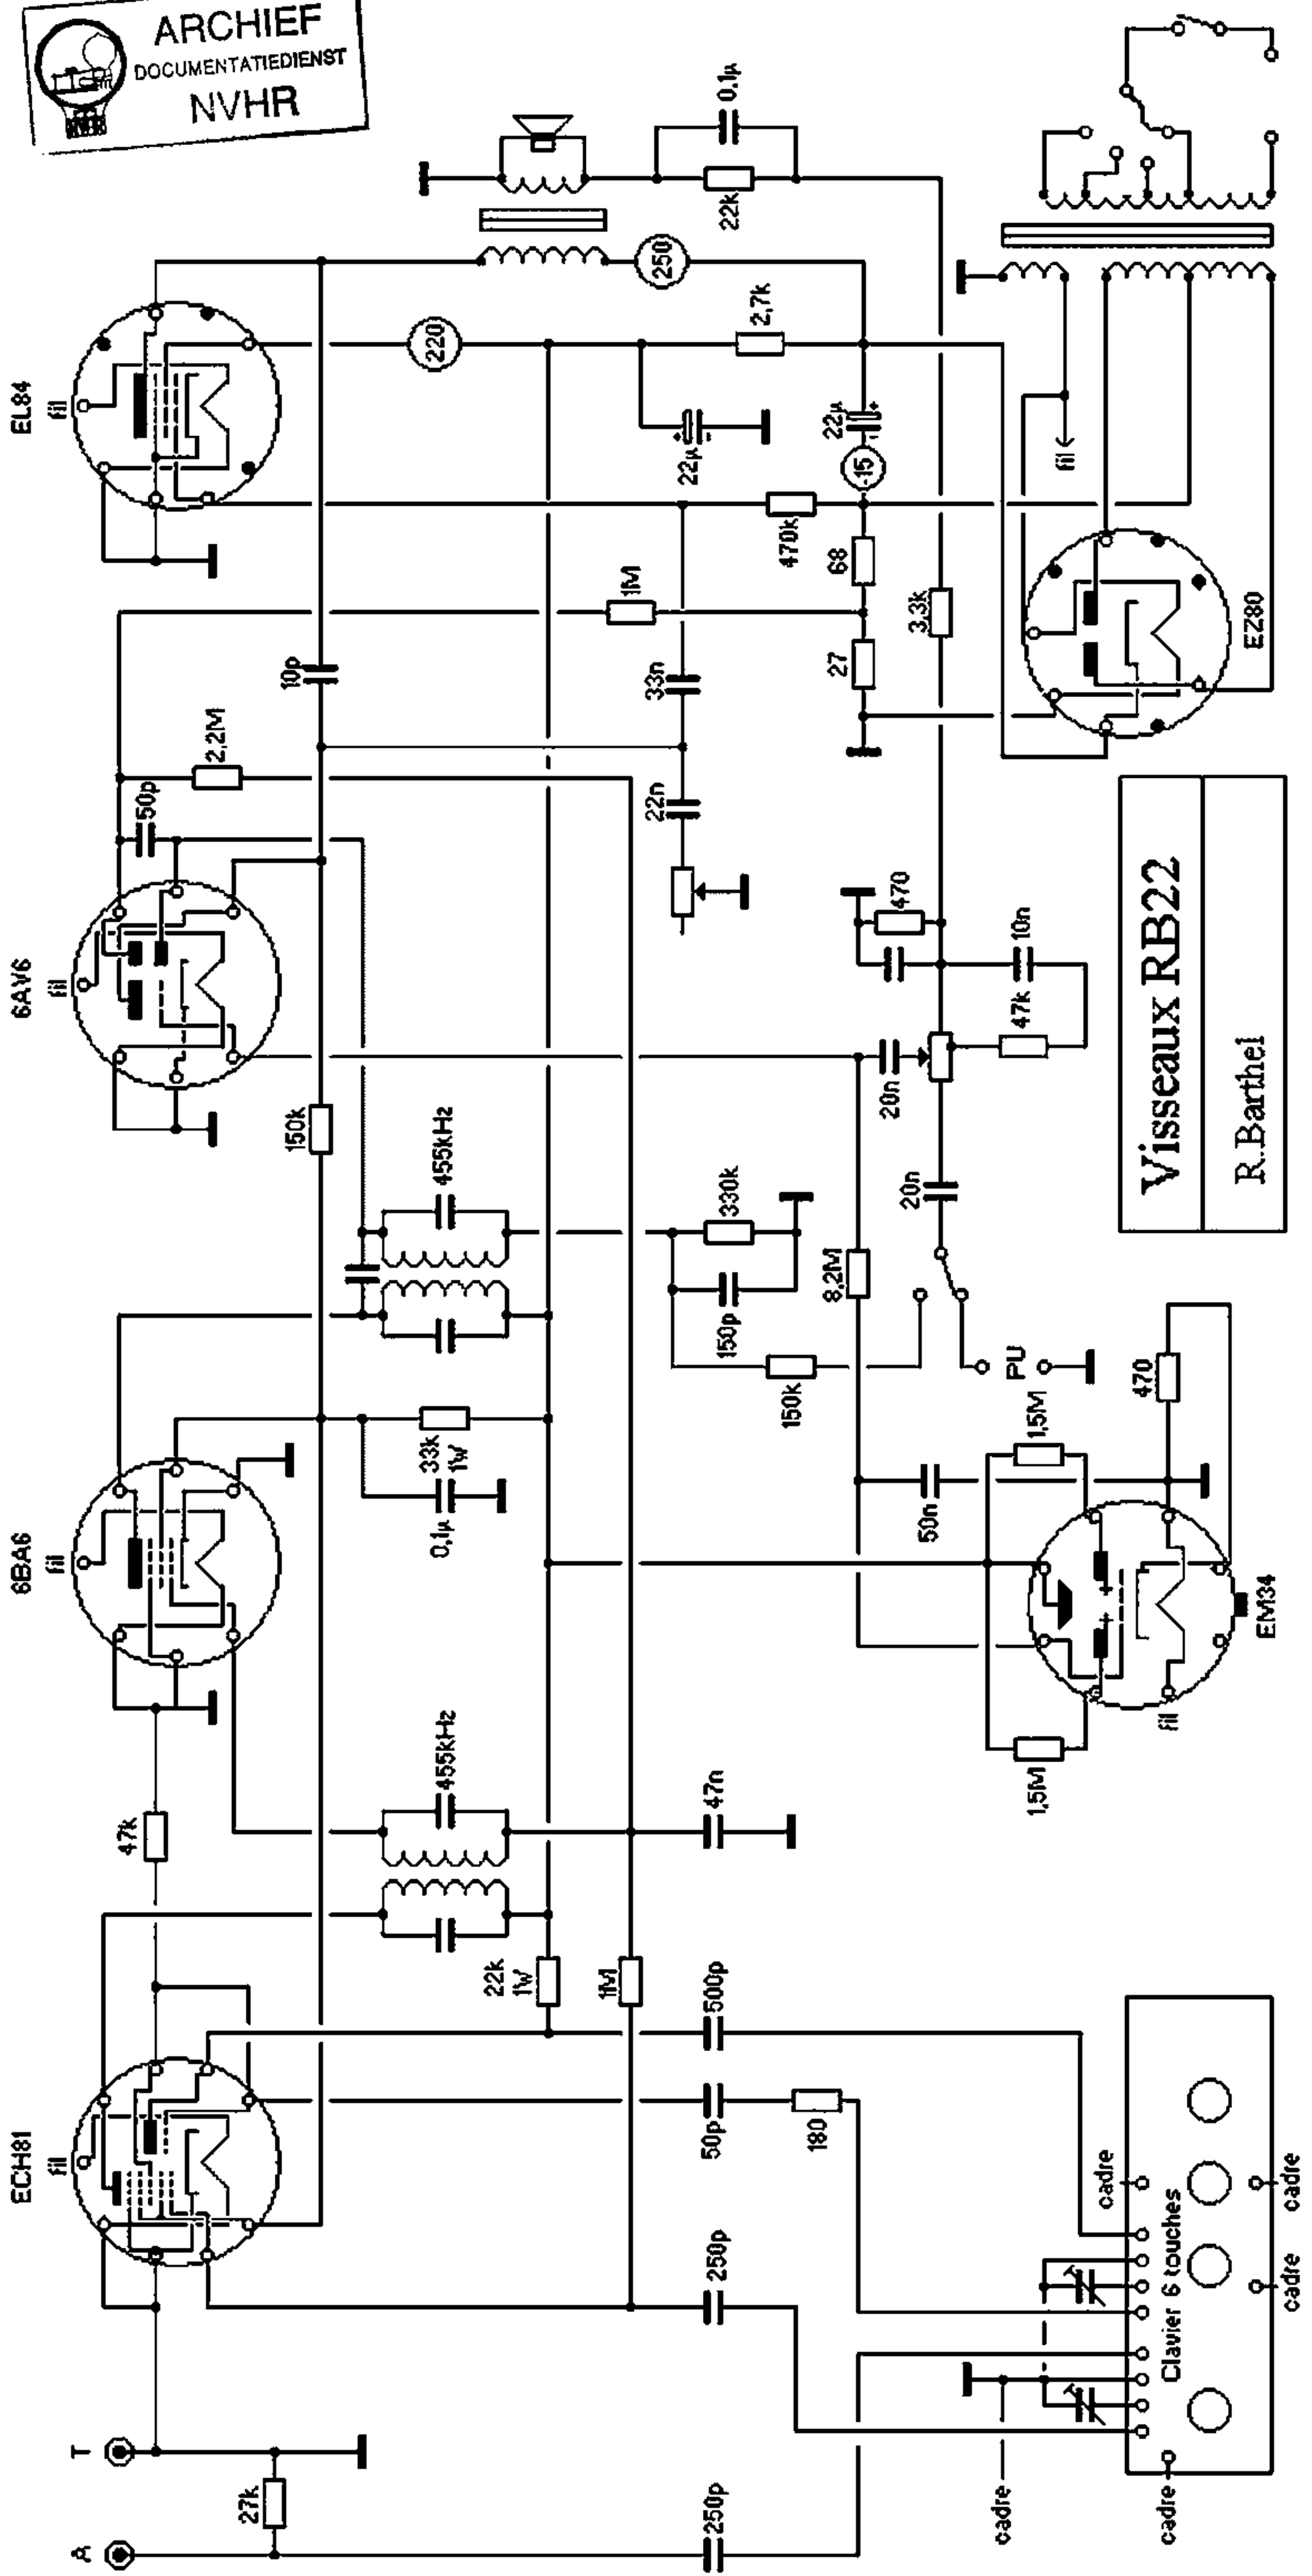 ARCHIEF
DOCUMENTATIEDIENST
NVHR
A
T
27k
250p
ECH81
fil
47k
6BA6
fil
6AV6
fil
EL84
fil
50p
2,2M
10p
150k
220
250
22k
0,1µ
455kHz
455kHz
33k
1W
0,1µ
22k
1W
1M
47n
250p
50p
500p
180
150p
330k
150k
22n
33n
1M
470k
22µ
+
-
2,7k
22µ
+
-
-15
68
27
3,3k
8,2M
20n
20n
470
47k
10n
PU
50n
1,5M
1,5M
470
fil
EM34
fil
EZ80
cadre
cadre
cadre
cadre
cadre
Clavier 6 touches
Visseaux RB22
R.Barthel